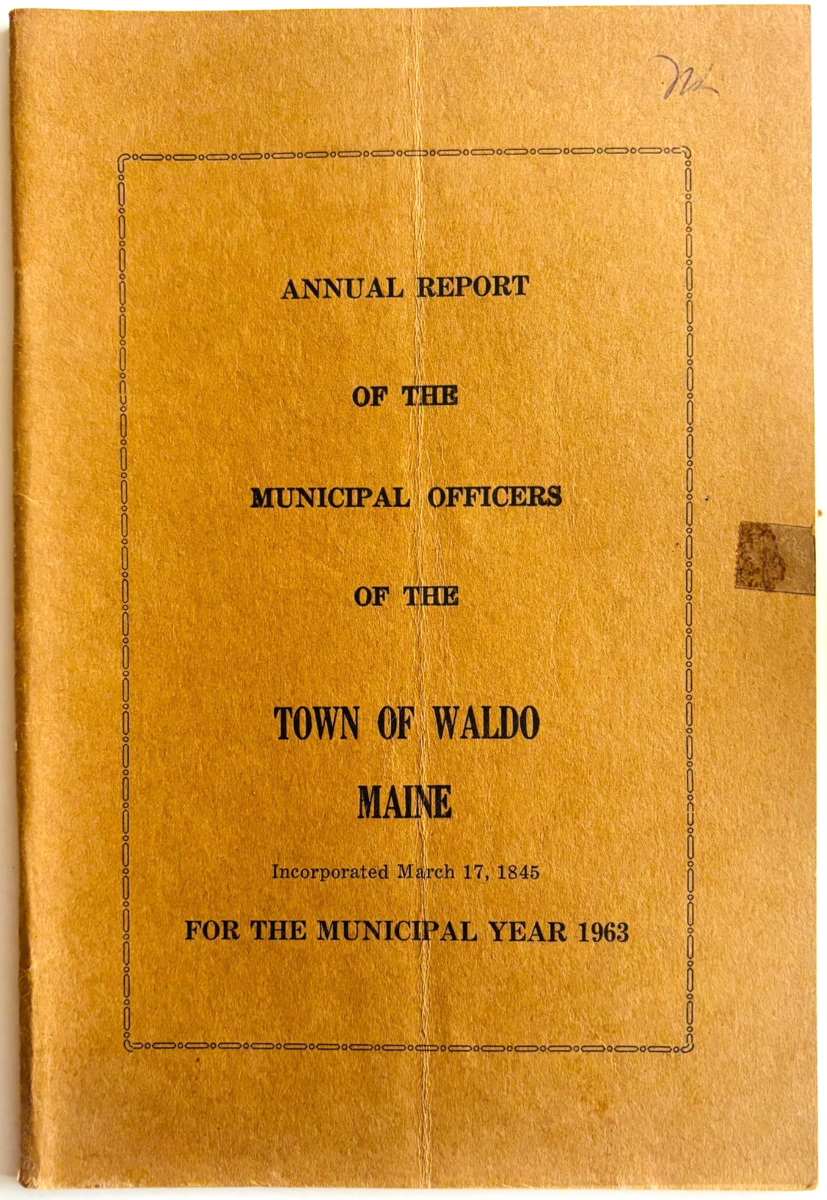 ANNUAL REPORT
OF THE
MUNICIPAL OFFICERS
OF THE
TOWN OF WALDO
MAINE
Incorporated March 17, 1845
FOR THE MUNICIPAL YEAR 1963